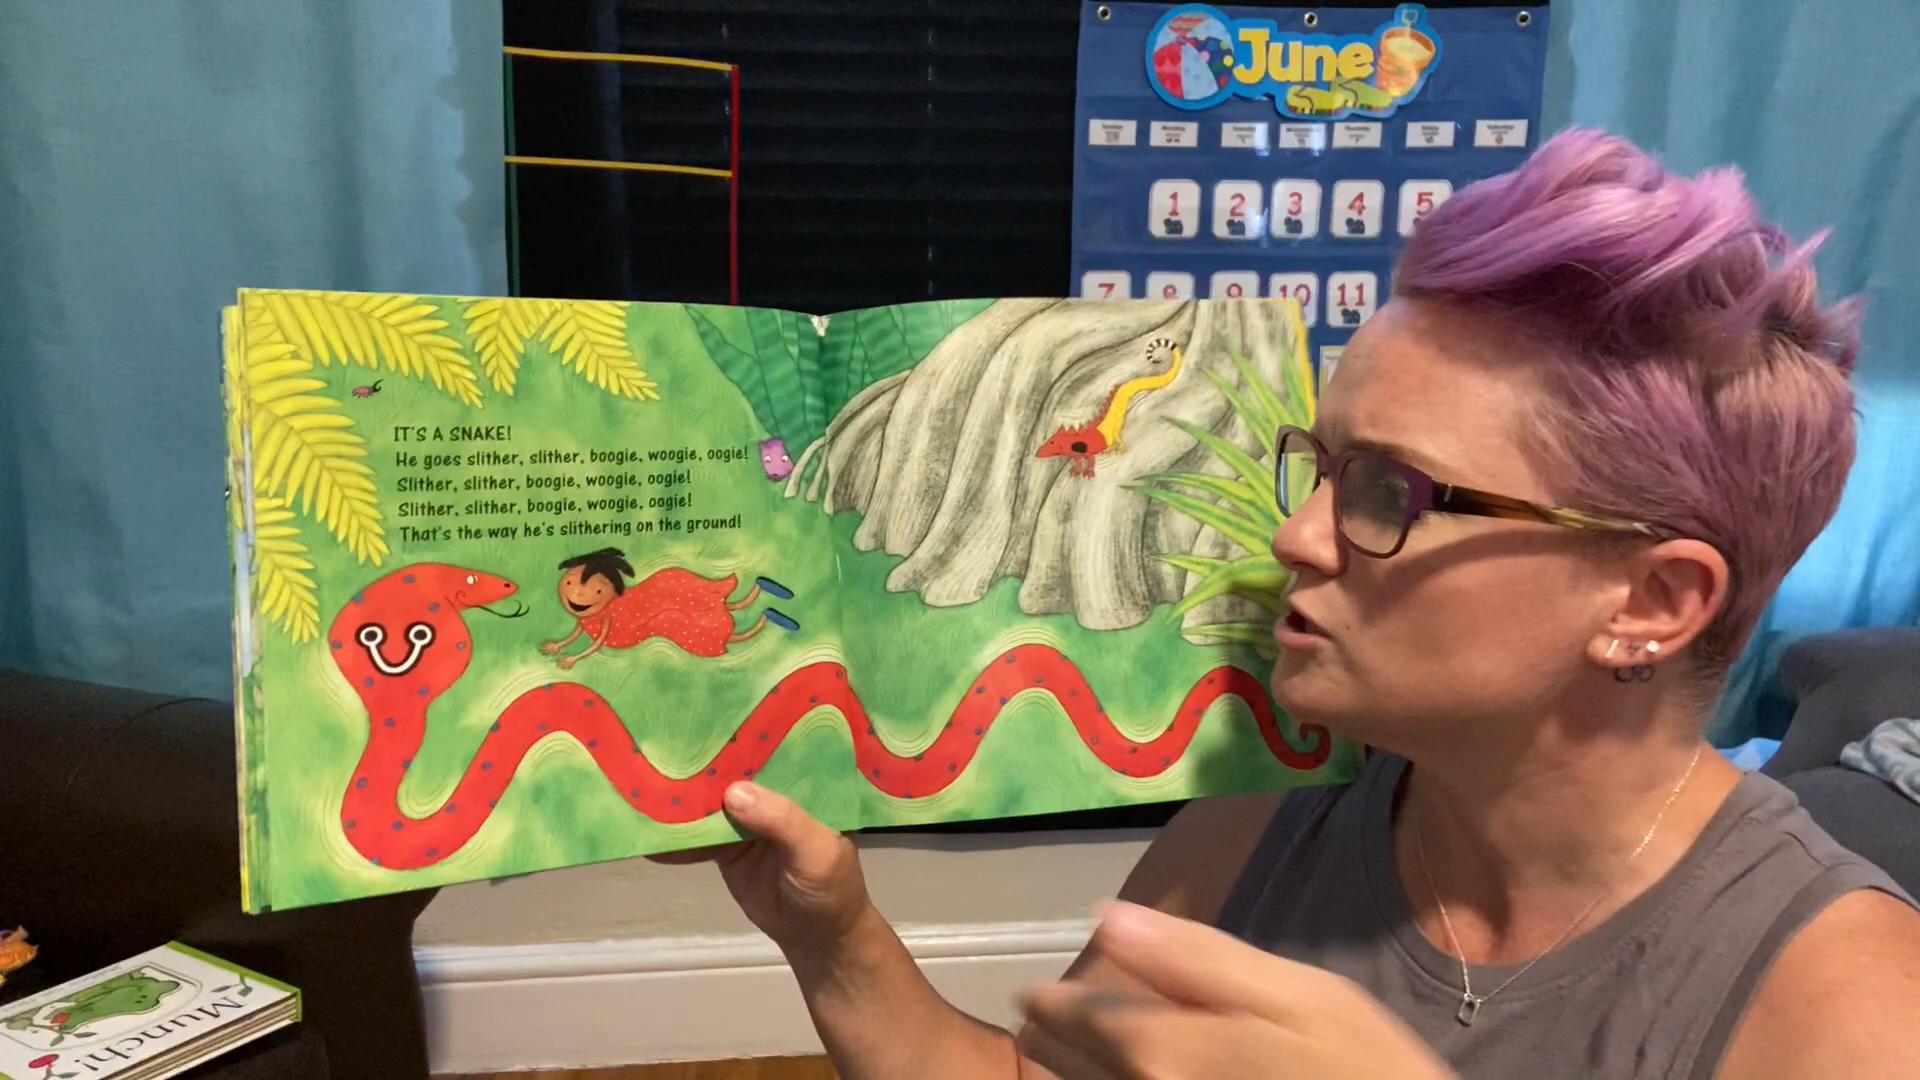 June
1 2 3 4 5
7 8 9 10 11
IT'S A SNAKE!
He goes slither, slither, boogie, woogie, oogie!
Slither, slither, boogie, woogie, oogie!
Slither, slither, boogie, woogie, oogie!
That's the way he's slithering on the ground!
Munch!